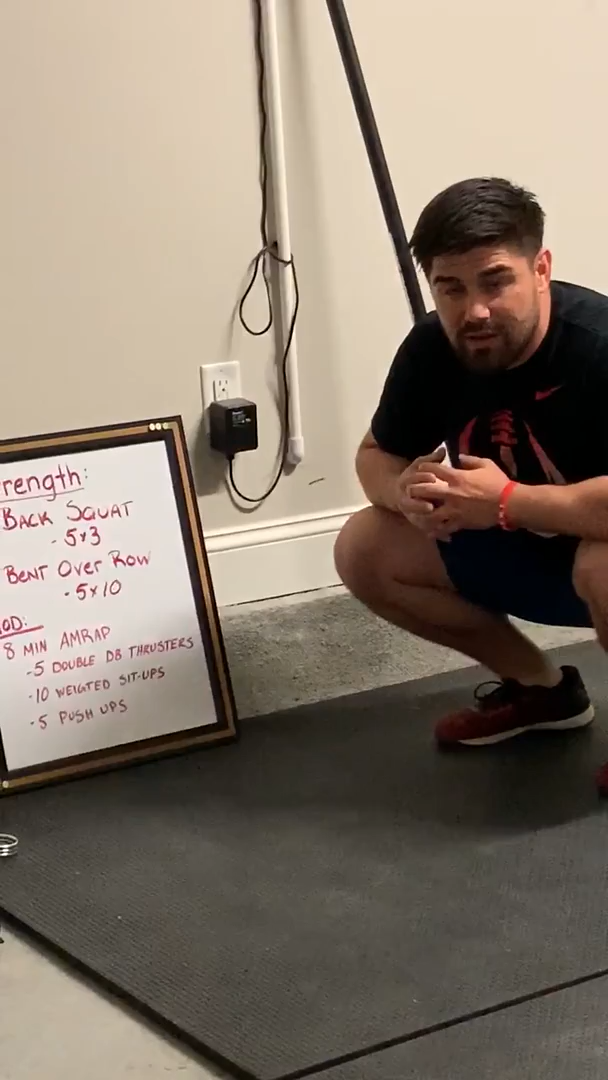 rength:
BACK SQUAT
- 5x3
BENT OVER ROW
- 5x10
OD:
8 MIN AMRAP
-5 DOUBLE DB THRUSTERS
-10 WEIGTED SIT-UPS
-5 PUSH UPS